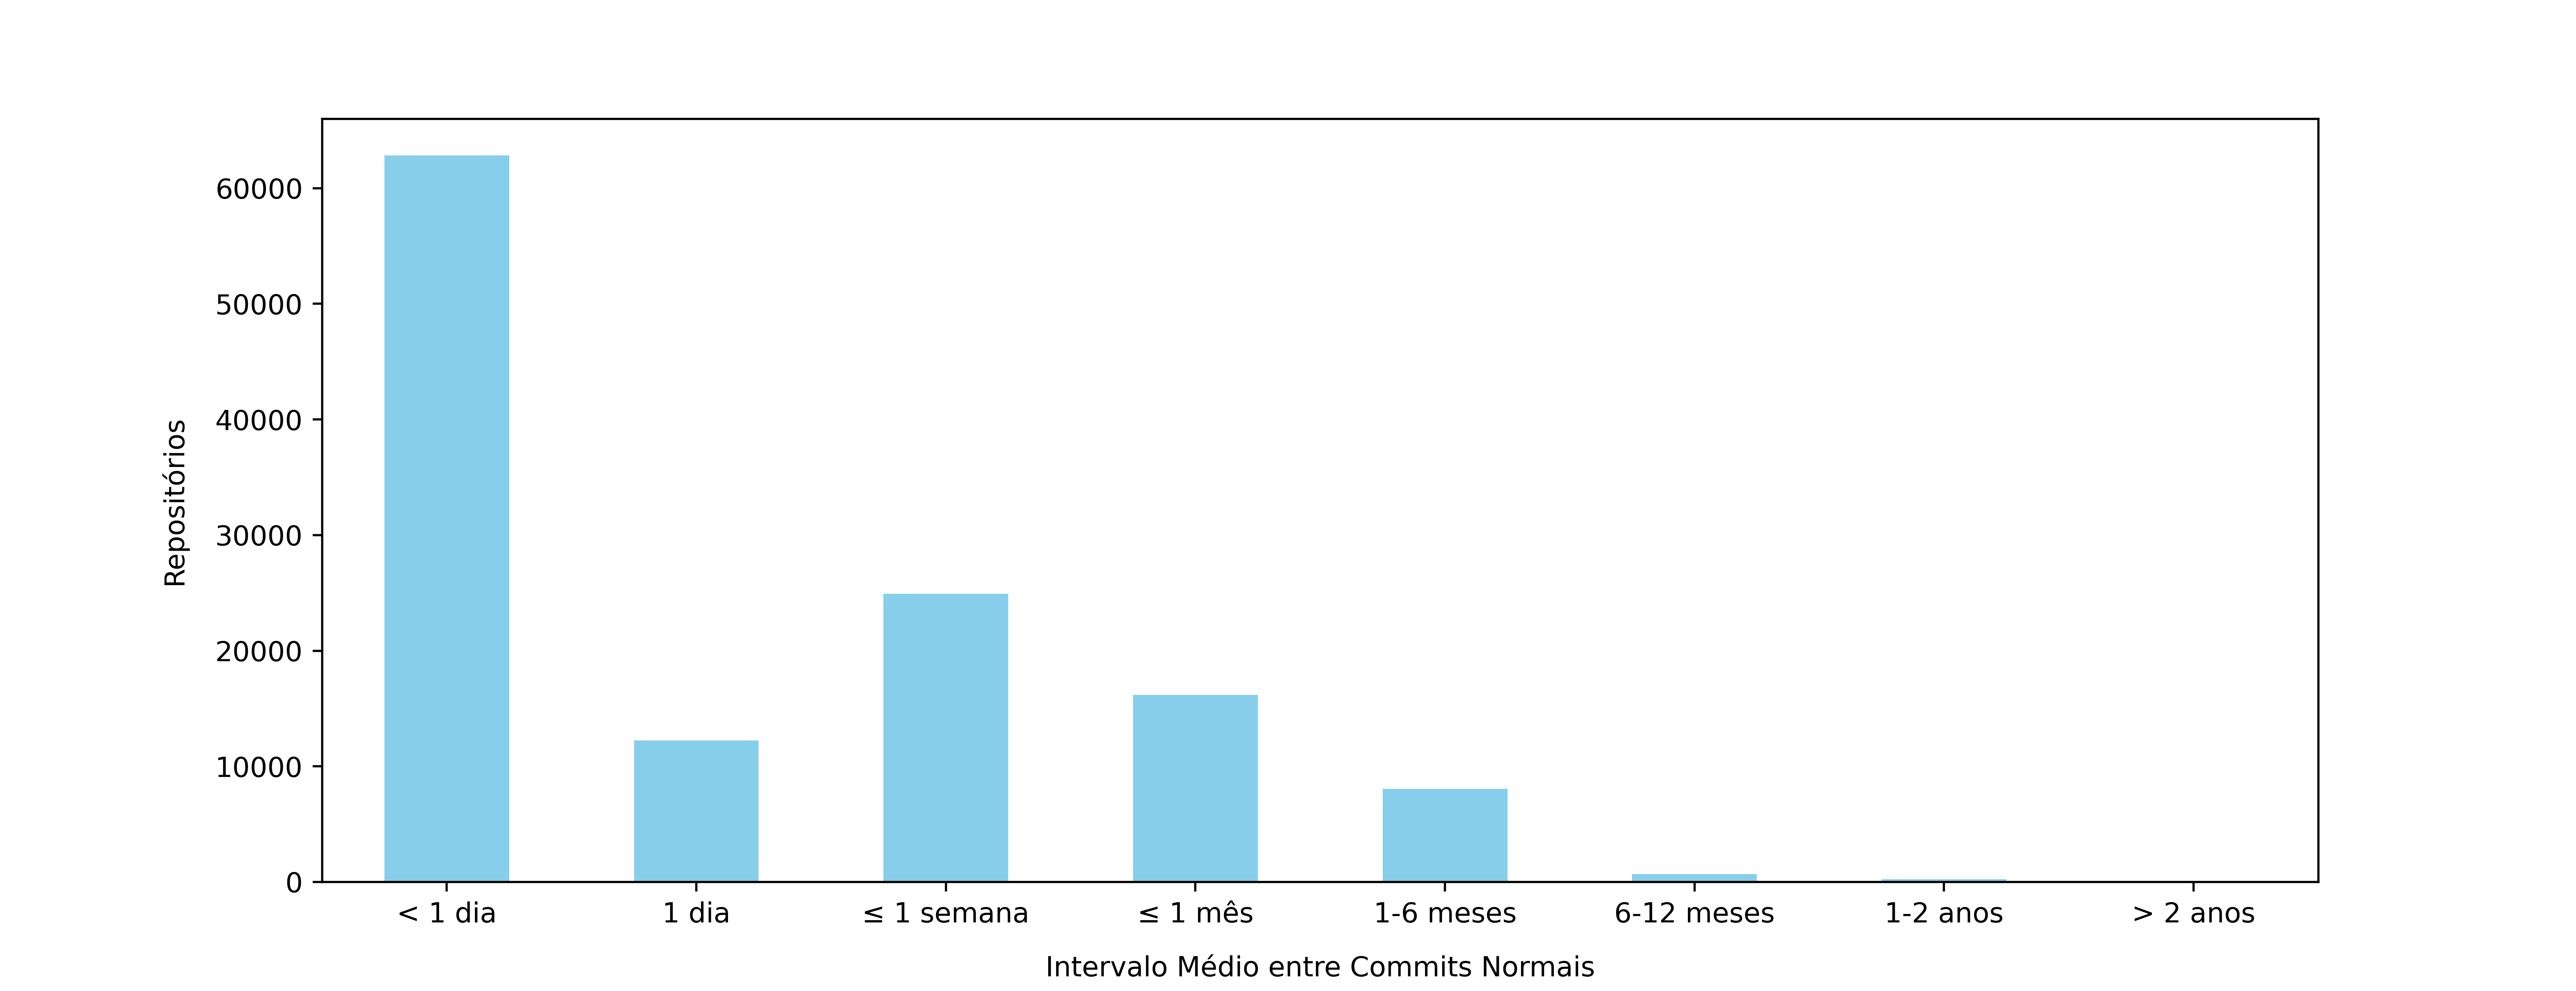 60000
50000
40000
30000
20000
10000
0
Repositórios
< 1 dia
1 dia
≤ 1 semana
≤ 1 mês
1-6 meses
6-12 meses
1-2 anos
> 2 anos
Intervalo Médio entre Commits Normais